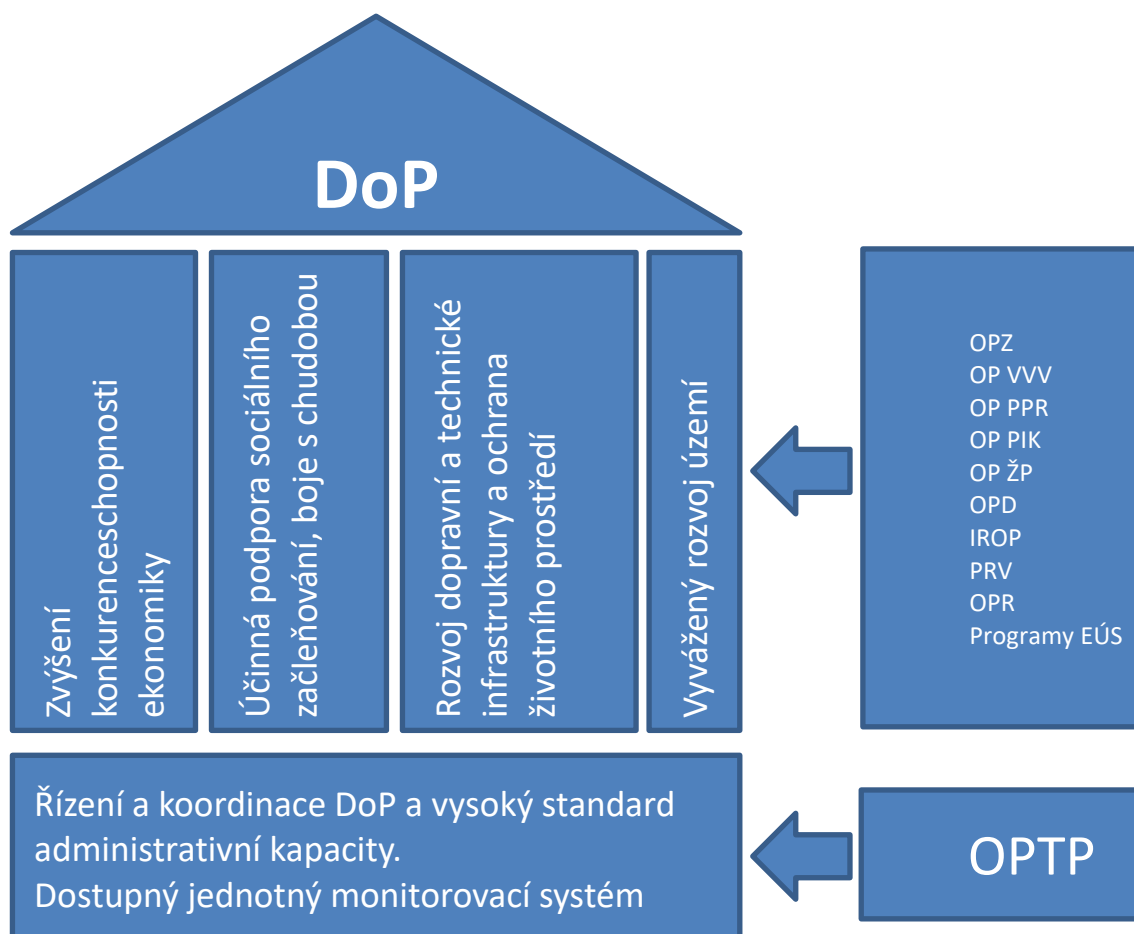 DoP
Zvýšení
konkurenceschopnosti
ekonomiky
Účinná podpora sociálního
začleňování, boje s chudobou
Rozvoj dopravní a technické
infrastruktury a ochrana
životního prostředí
Vyvážený rozvoj území
OPZ
OP VVV
OP PPR
OP PIK
OP ŽP
OPD
IROP
PRV
OPR
Programy EÚS
Řízení a koordinace DoP a vysoký standard
administrativní kapacity.
Dostupný jednotný monitorovací systém
OPTP